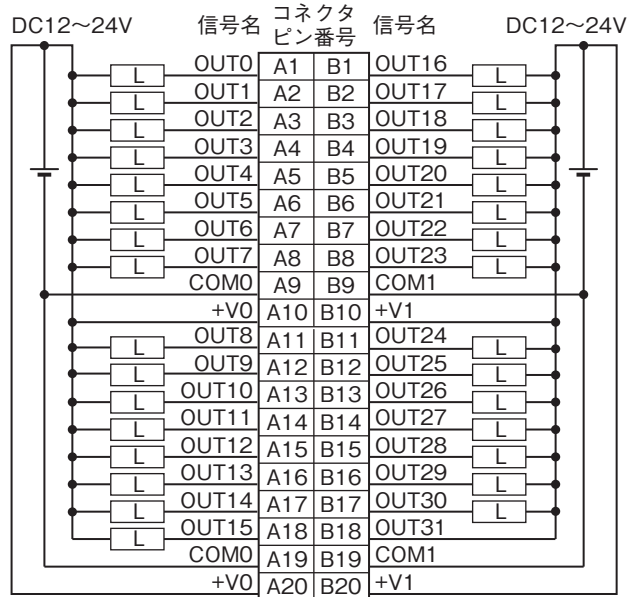 DC12～24V 信号名 コネクタ 信号名 DC12～24V
ピン番号
L OUT0 A1 B1 OUT16 L
L OUT1 A2 B2 OUT17 L
L OUT2 A3 B3 OUT18 L
L OUT3 A4 B4 OUT19 L
L OUT4 A5 B5 OUT20 L
L OUT5 A6 B6 OUT21 L
L OUT6 A7 B7 OUT22 L
L OUT7 A8 B8 OUT23 L
COM0 A9 B9 COM1
+V0 A10 B10 +V1
L OUT8 A11 B11 OUT24 L
L OUT9 A12 B12 OUT25 L
L OUT10 A13 B13 OUT26 L
L OUT11 A14 B14 OUT27 L
L OUT12 A15 B15 OUT28 L
L OUT13 A16 B16 OUT29 L
L OUT14 A17 B17 OUT30 L
L OUT15 A18 B18 OUT31
COM0 A19 B19 COM1
+V0 A20 B20 +V1